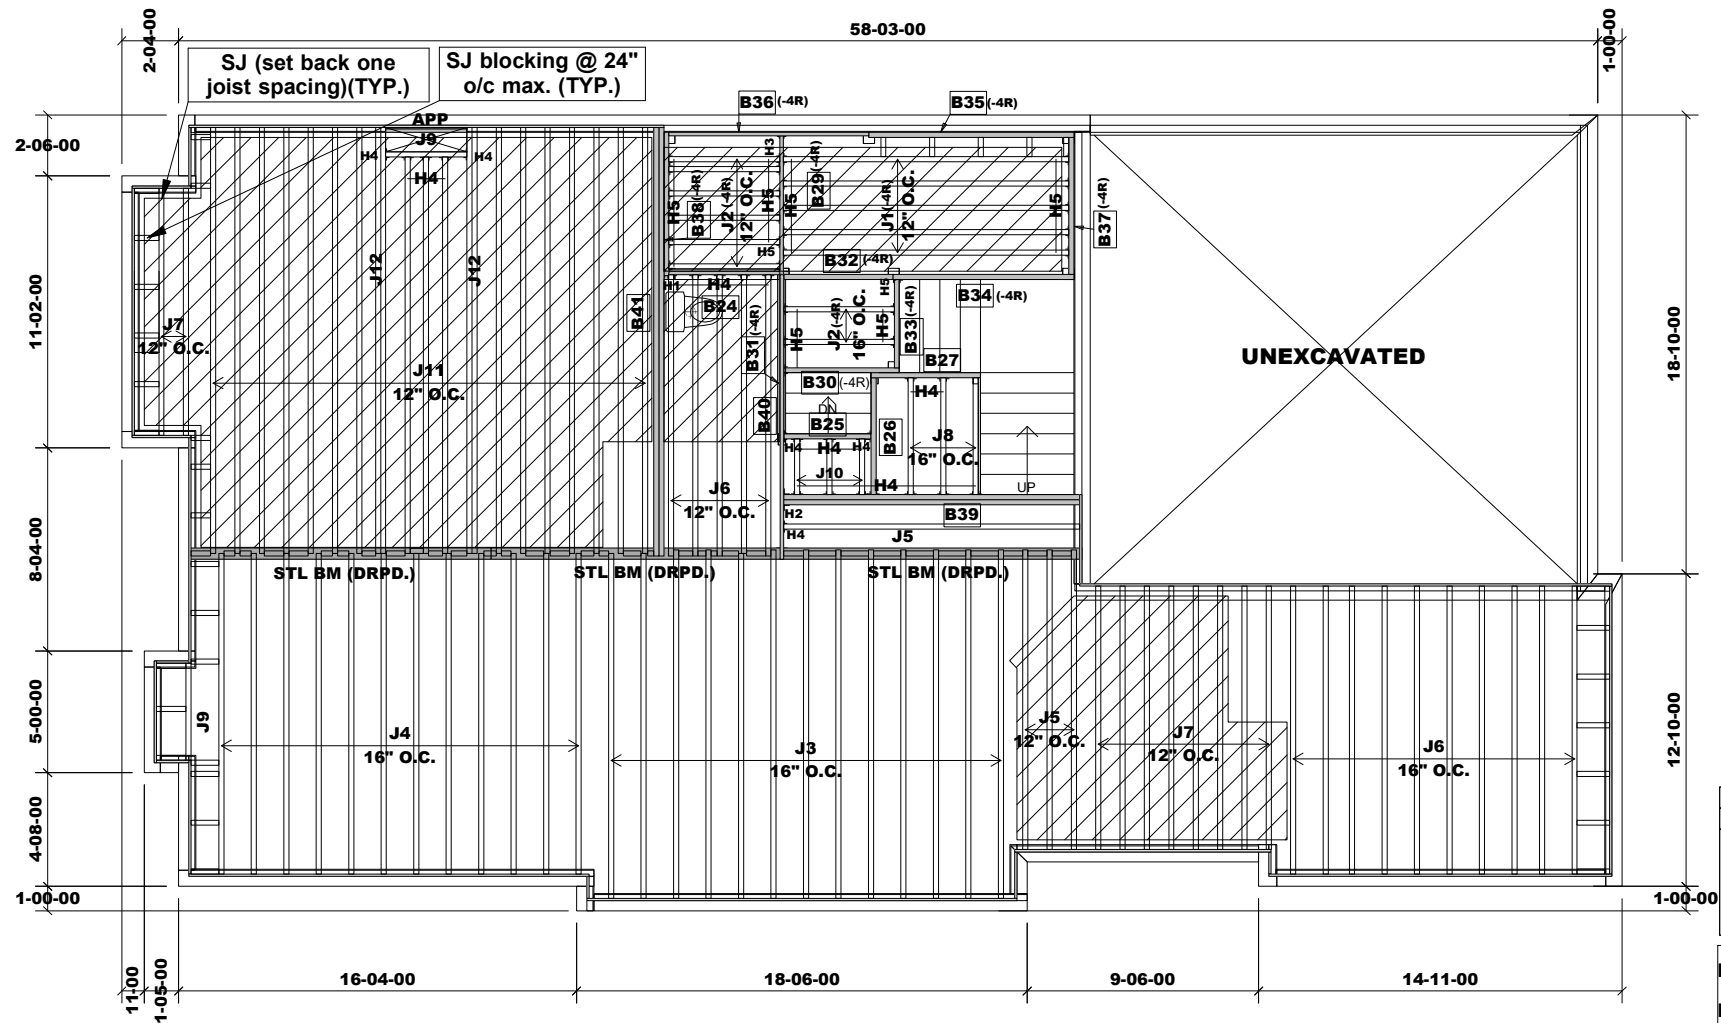 2-04-00
58-03-00
1-00-00
SJ (set back one
joist spacing)(TYP.)
SJ blocking @ 24"
o/c max. (TYP.)
B36 (-4R)
B35 (-4R)
APP
J9
H4
H4
H4
2-06-00
H3
H5
B38 (-4R)
J2 (-4R)
12" O.C.
H5
H5
H5
B29 (-4R)
J1 (-4R)
12" O.C.
H5
B37 (-4R)
B32 (-4R)
J12
J12
B41
H1
H4
B24
B31 (-4R)
H5
J2 (-4R)
16" O.C.
H5
H5
B33 (-4R)
B34 (-4R)
B27
11-02-00
J7
12" O.C.
J11
12" O.C.
UNEXCAVATED
18-10-00
B30 (-4R)
DN
B25
B40
H4
B26
J8
16" O.C.
H4
H4
H4
J10
H4
UP
J6
12" O.C.
H2
H4
B39
J5
8-04-00
STL BM (DRPD.)
STL BM (DRPD.)
STL BM (DRPD.)
5-00-00
J9
J4
16" O.C.
J3
16" O.C.
J5
12" O.C.
J7
12" O.C.
J6
16" O.C.
12-10-00
4-08-00
1-00-00
1-00-00
11-00
1-05-00
16-04-00
18-06-00
9-06-00
14-11-00